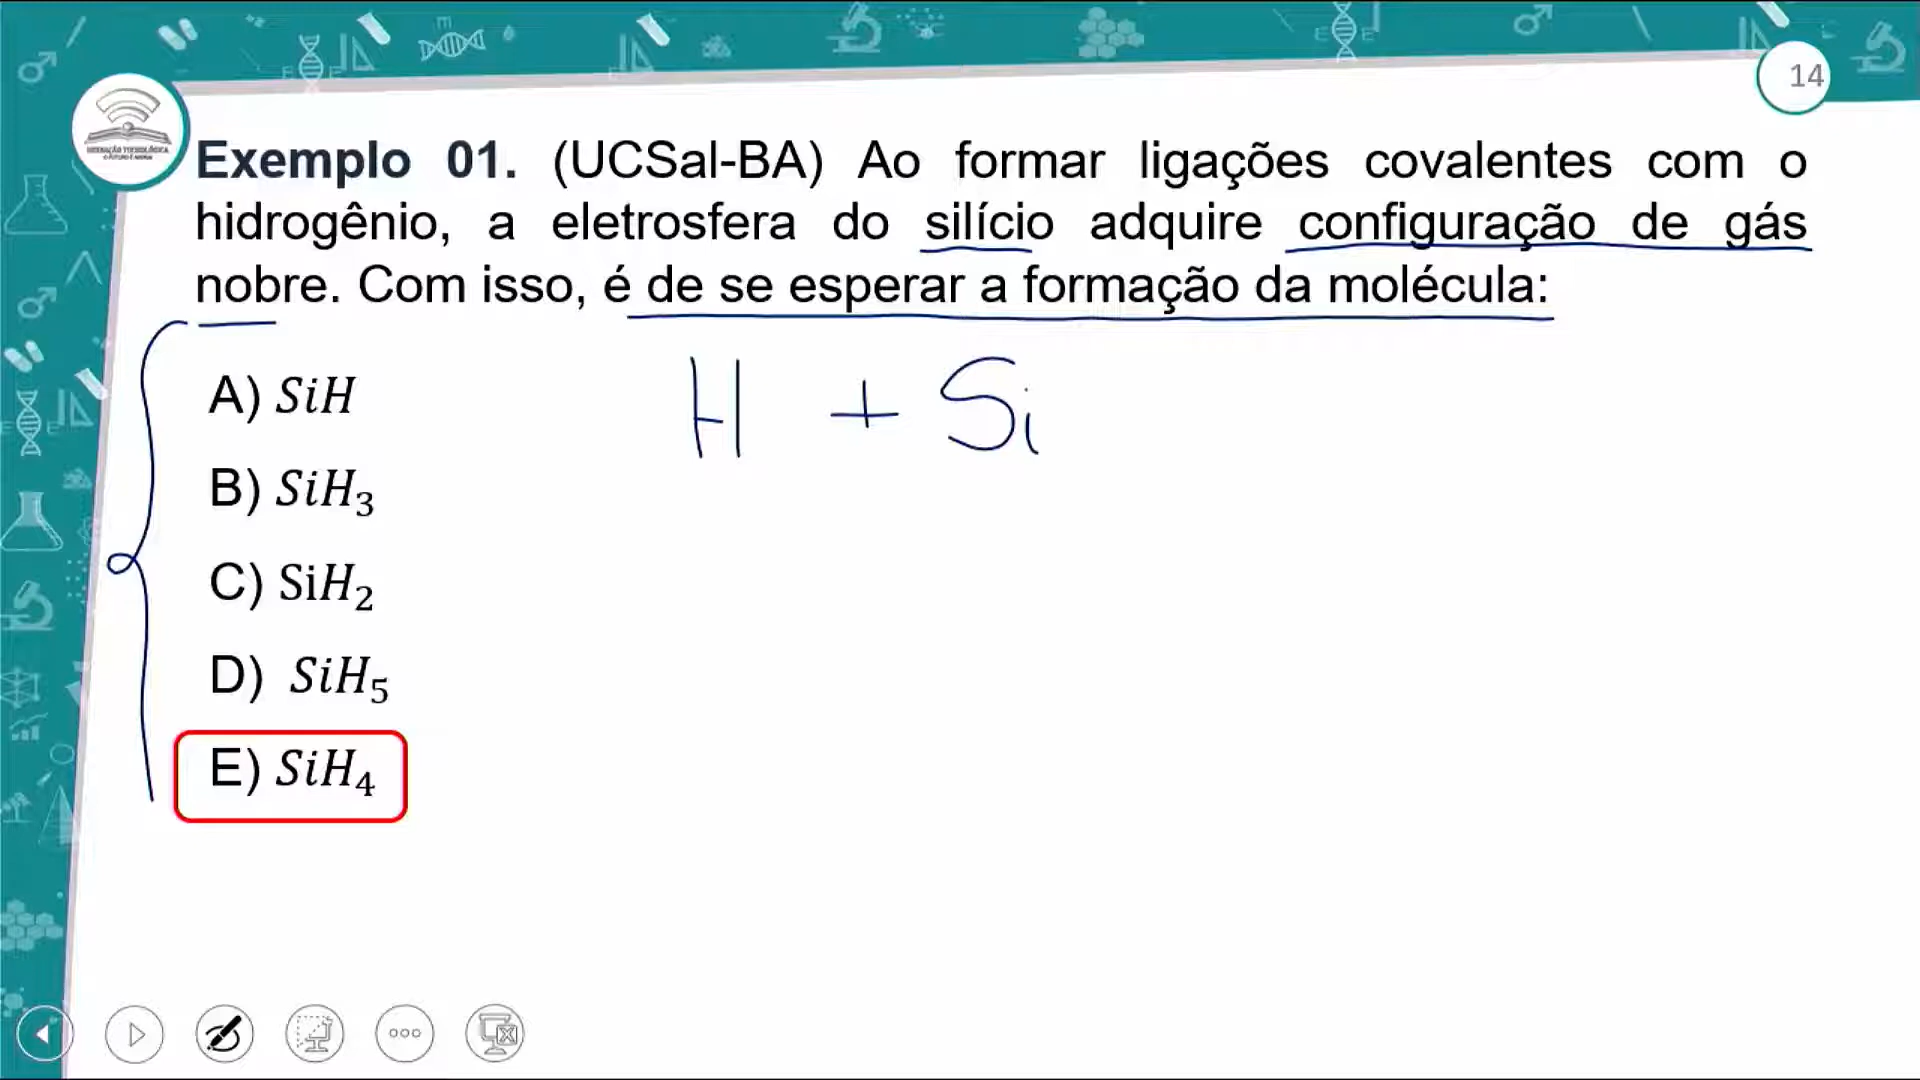 14
Exemplo 01. (UCSal-BA) Ao formar ligações covalentes com o
hidrogênio, a eletrosfera do silício adquire configuração de gás
nobre. Com isso, é de se esperar a formação da molécula:
H + Si
A) SiH
B) SiH₃
C) SiH₂
D) SiH₅
E) SiH₄